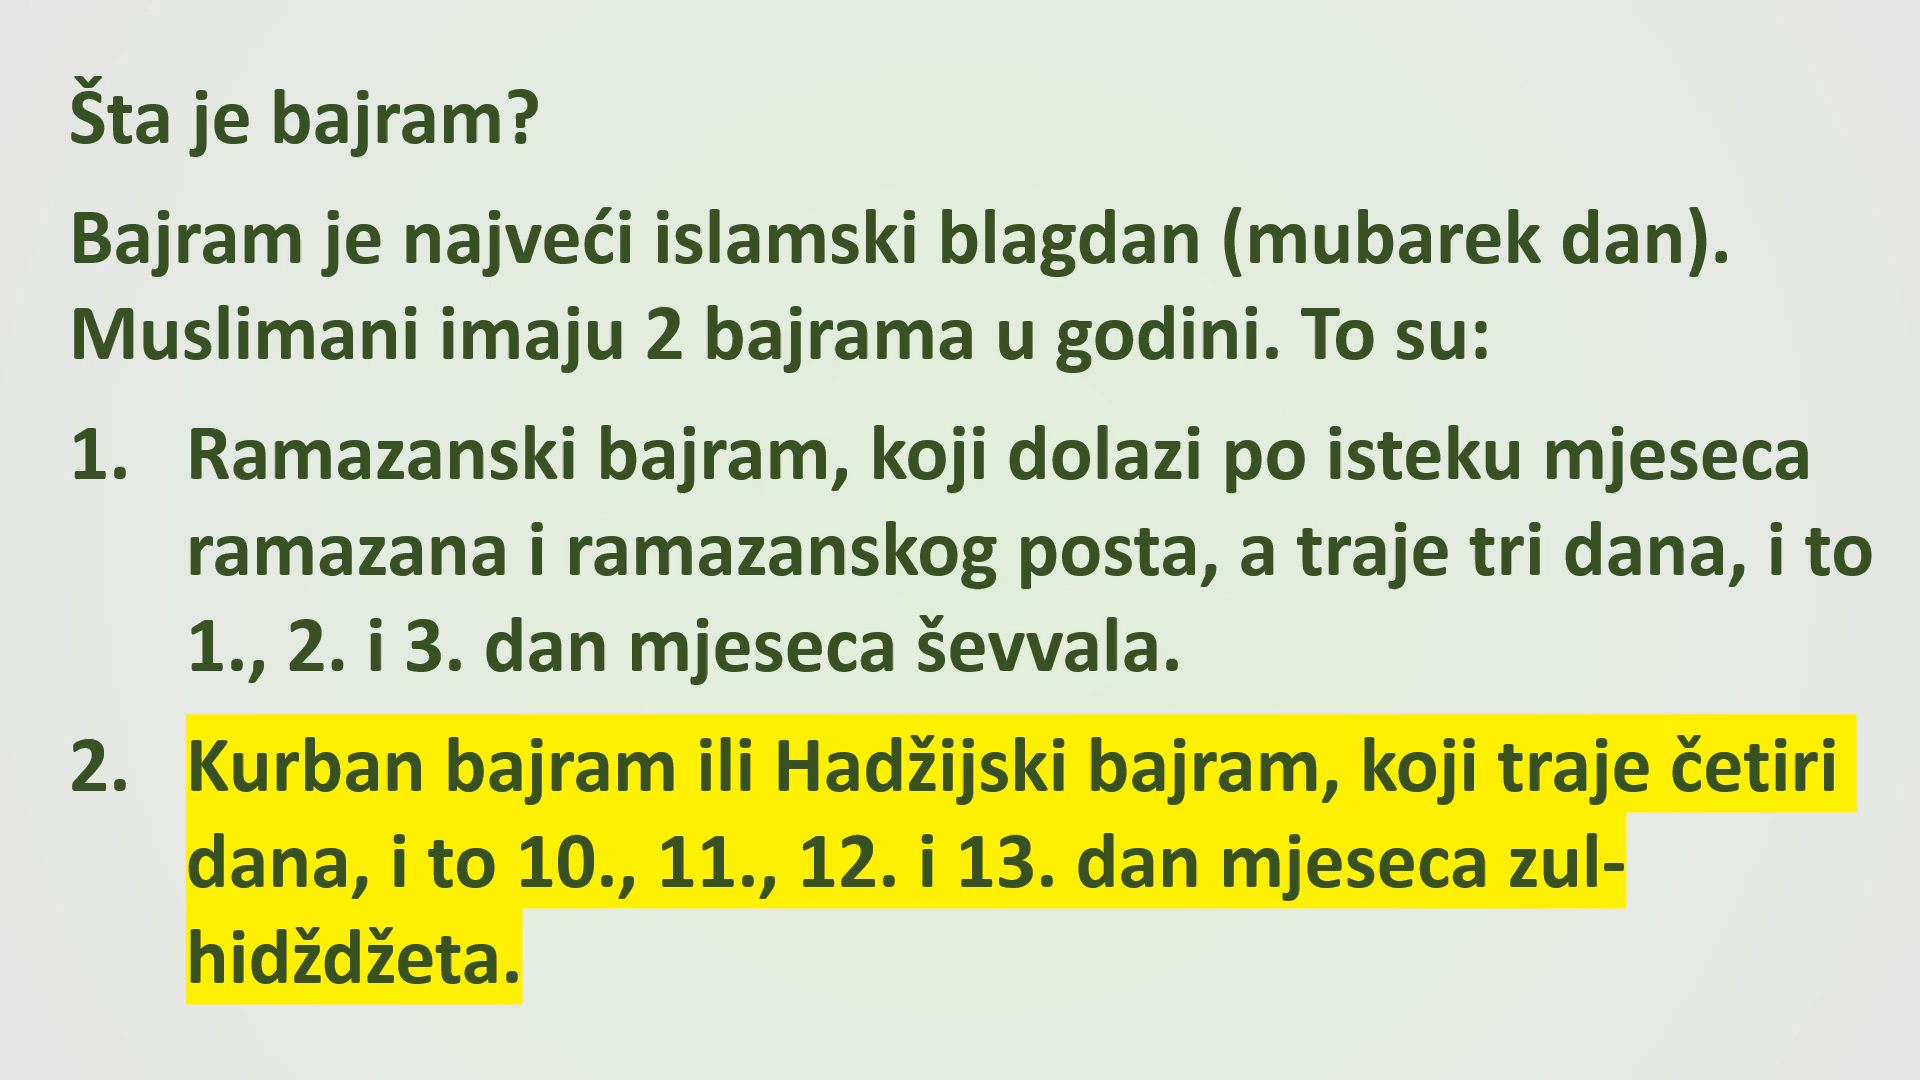 Šta je bajram?
Bajram je najveći islamski blagdan (mubarek dan).
Muslimani imaju 2 bajrama u godini. To su:
1. Ramazanski bajram, koji dolazi po isteku mjeseca
ramazana i ramazanskog posta, a traje tri dana, i to
1., 2. i 3. dan mjeseca ševvala.
2. Kurban bajram ili Hadžijski bajram, koji traje četiri
dana, i to 10., 11., 12. i 13. dan mjeseca zul-
hidždžeta.